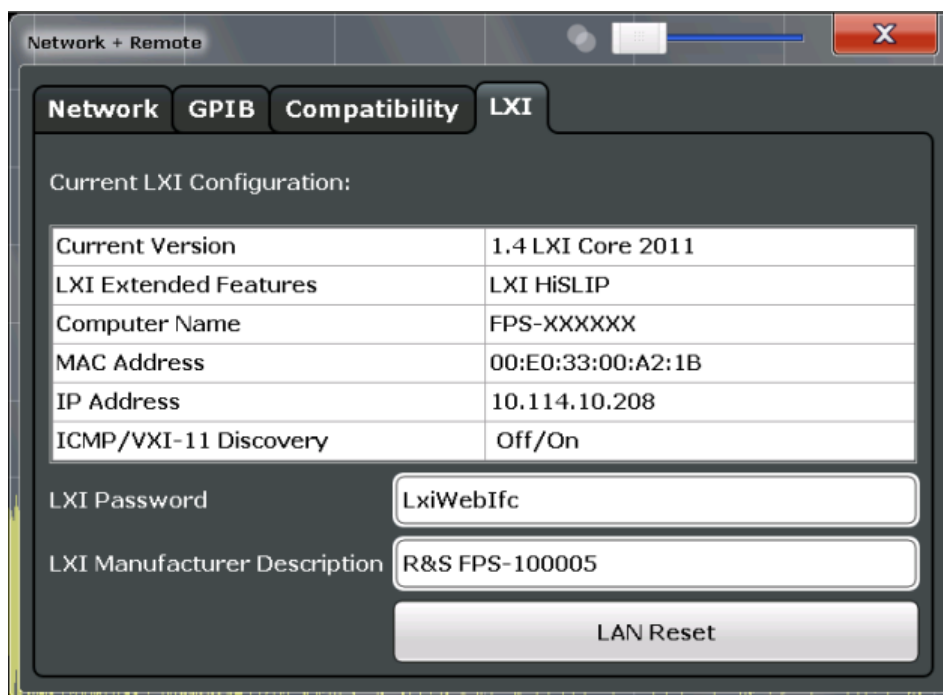 Network + Remote
X
Network GPIB Compatibility LXI
Current LXI Configuration:
Current Version 1.4 LXI Core 2011
LXI Extended Features LXI HiSLIP
Computer Name FPS-XXXXXX
MAC Address 00:E0:33:00:A2:1B
IP Address 10.114.10.208
ICMP/VXI-11 Discovery Off/On
LXI Password LxiWebIfc
LXI Manufacturer Description R&S FPS-100005
LAN Reset